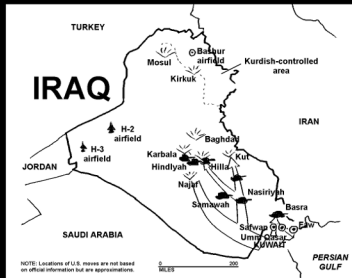 TURKEY
Bashur
airfield
Mosul
Kirkuk
Kurdish-controlled
area
IRAQ
IRAN
H-2
airfield
H-3
airfield
Baghdad
Karbala
Kut
Hindiyah
Hilla
JORDAN
Najaf
Nasiriyah
Samawah
Basra
Safwan
Faw
Umm Qasar
KUWAIT
SAUDI ARABIA
PERSIAN
GULF
NOTE: Locations of U.S. moves are not based
on official information but are approximations.
0 200
MILES